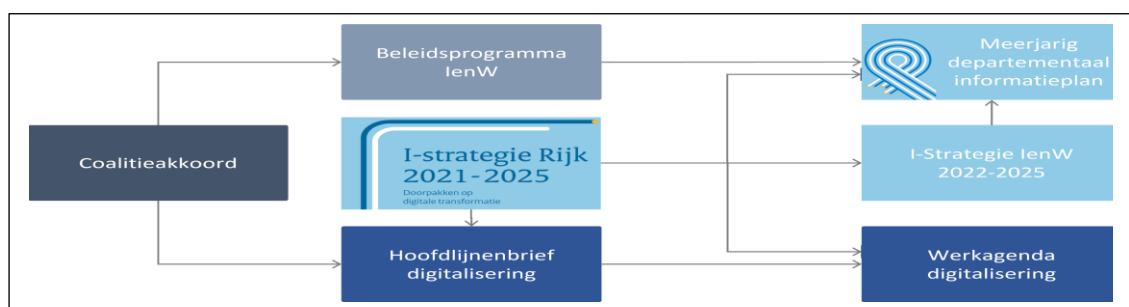 Coalitieakkoord
Beleidsprogramma
IenW
I-strategie Rijk
2021-2025
Doorpakken op
digitale transformatie
Hoofdlijnenbrief
digitalisering
Meerjarig
departementaal
informatieplan
I-Strategie IenW
2022-2025
Werkagenda
digitalisering